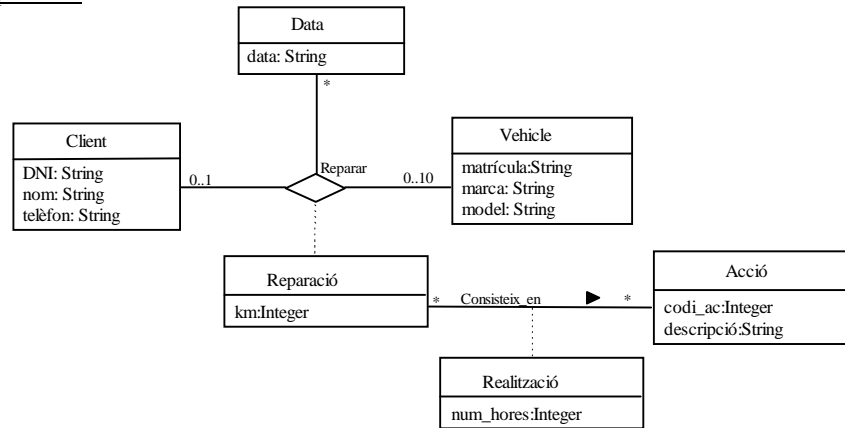 Data
data: String
*
Client
DNI: String
nom: String
telèfon: String
0..1
Reparar
0..10
Vehicle
matrícula:String
marca: String
model: String
Reparació
km:Integer
* Consisteix_en *
Acció
codi_ac:Integer
descripció:String
Realització
num_hores:Integer